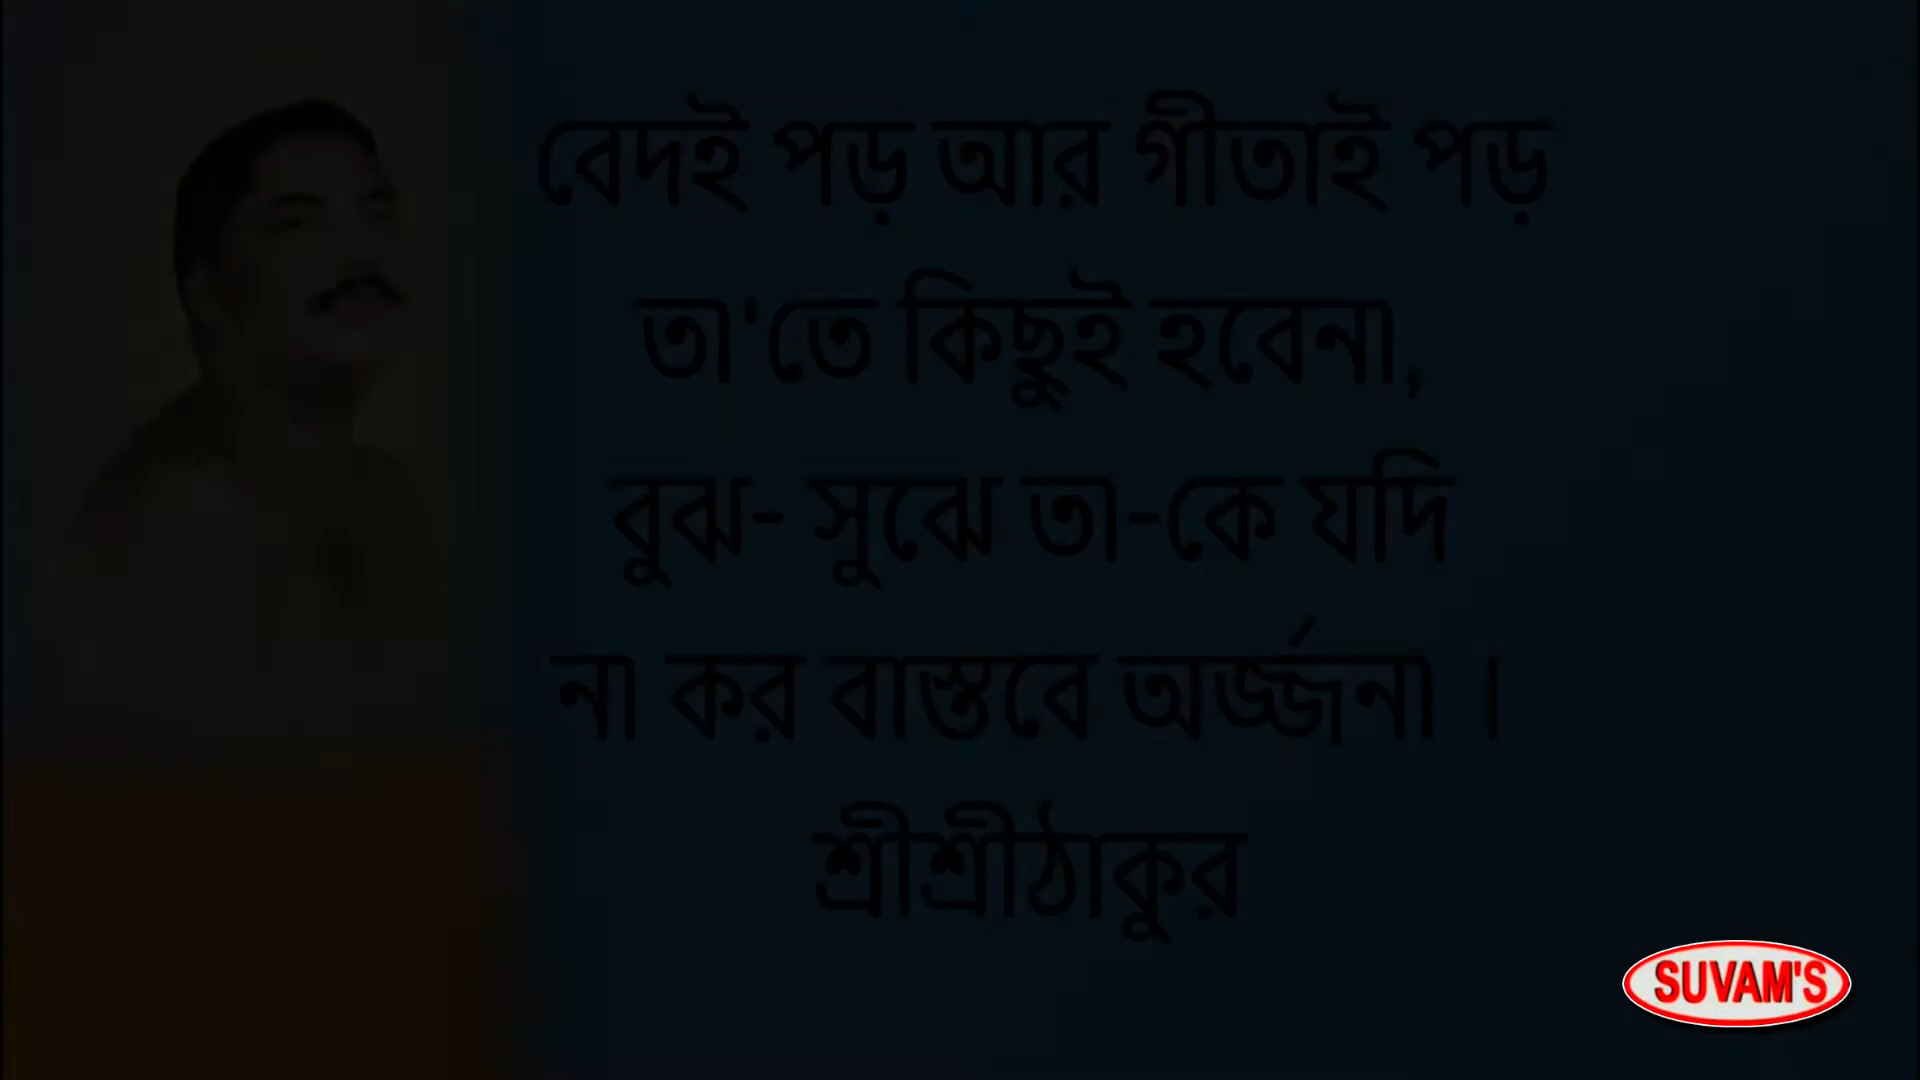 বেদই পড় আর গীতাই পড়
তা'তে কিছুই হবেনা,
বুঝ- সুঝে তা-কে যদি
না কর বাস্তবে অর্জ্জনা ।
শ্রীশ্রীঠাকুর
SUVAM'S